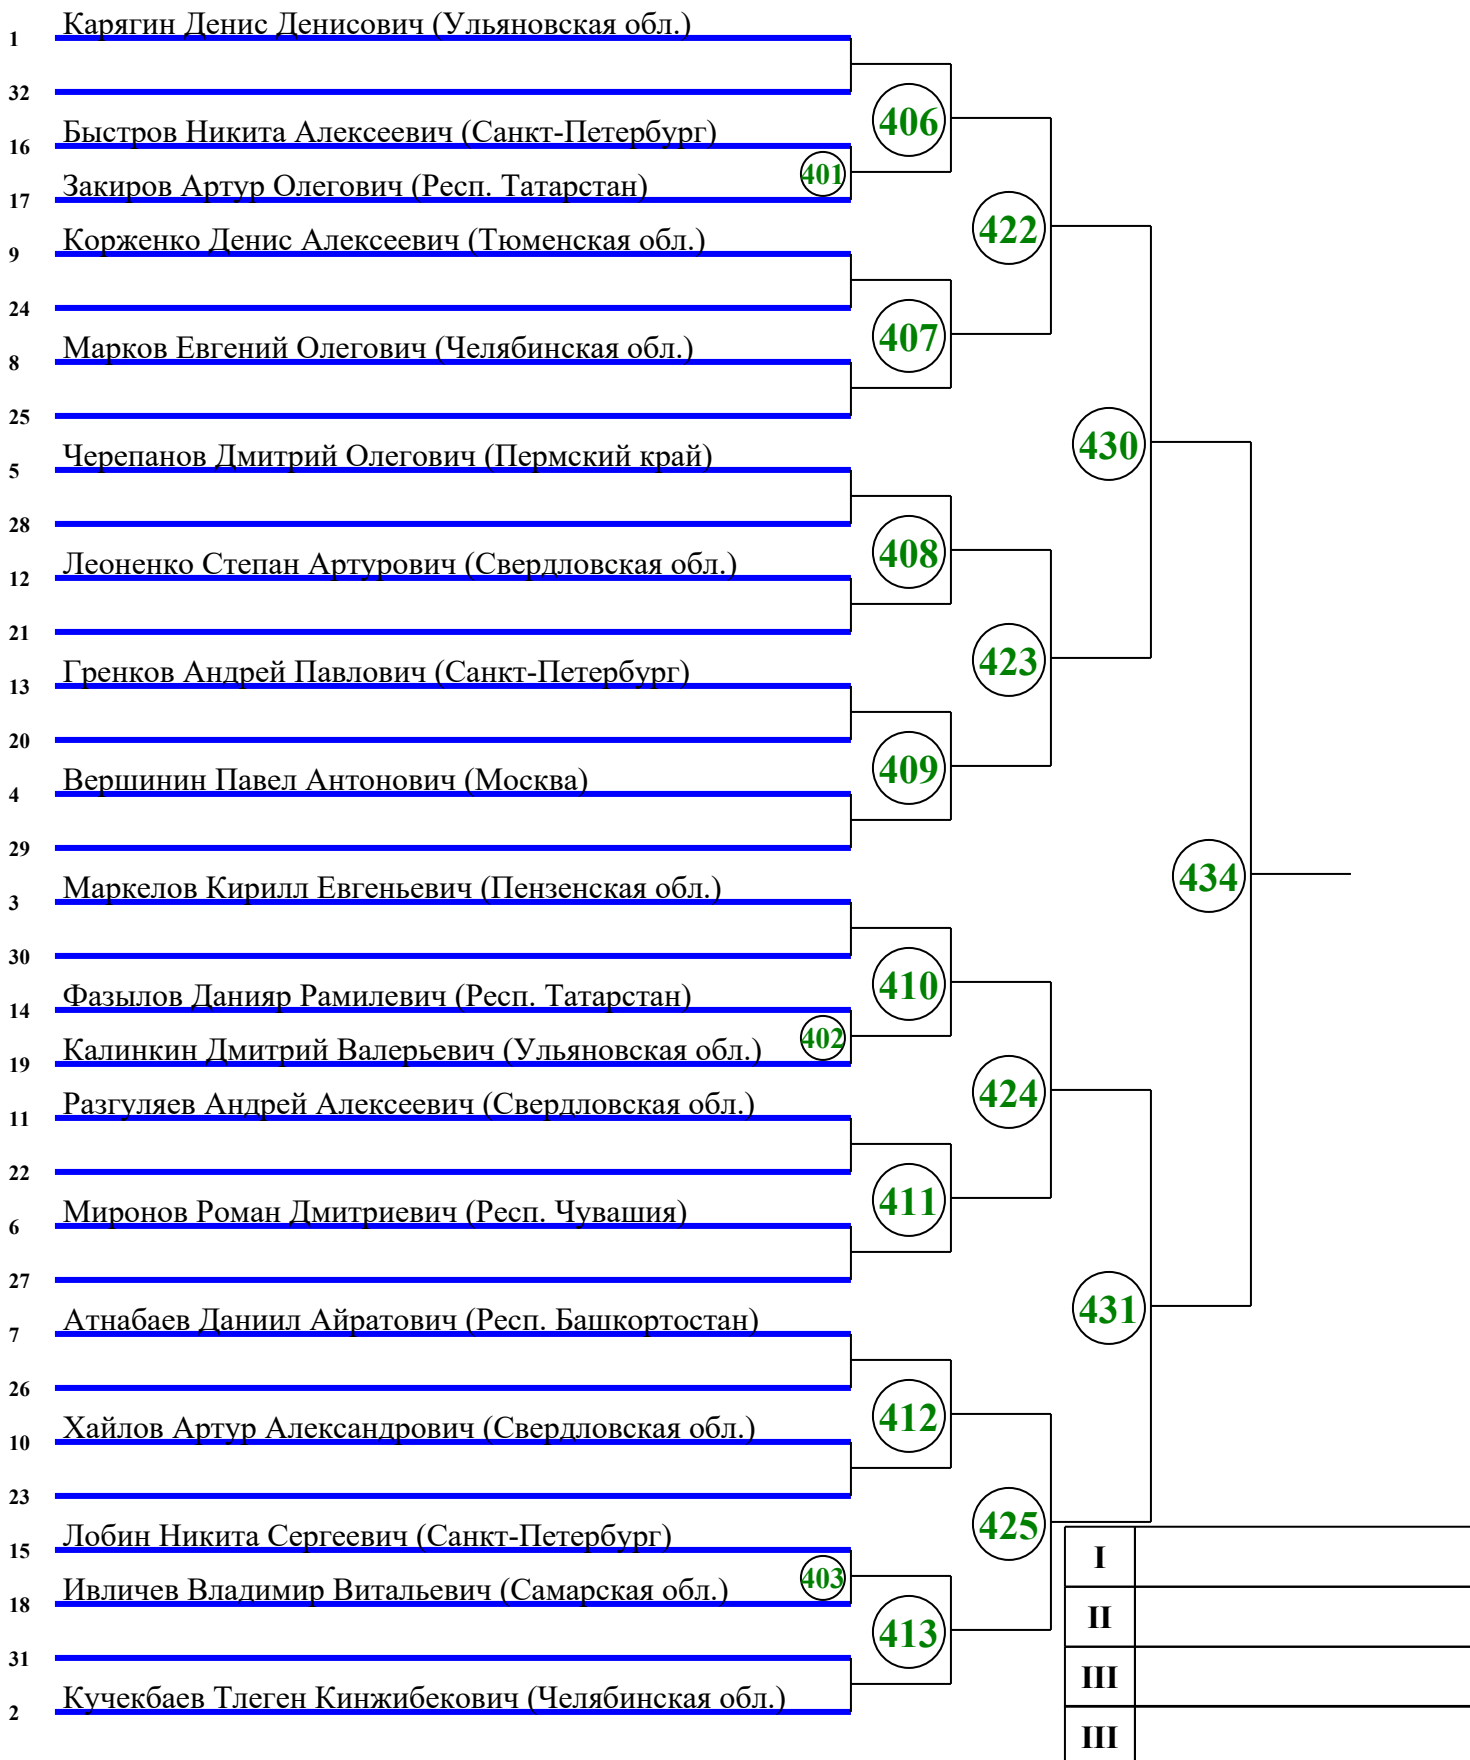 1 Карягин Денис Денисович (Ульяновская обл.)
32
406
16 Быстров Никита Алексеевич (Санкт-Петербург)
401
17 Закиров Артур Олегович (Респ. Татарстан)
422
9 Корженко Денис Алексеевич (Тюменская обл.)
24
407
8 Марков Евгений Олегович (Челябинская обл.)
25
430
5 Черепанов Дмитрий Олегович (Пермский край)
28
408
12 Леоненко Степан Артурович (Свердловская обл.)
21
423
13 Гренков Андрей Павлович (Санкт-Петербург)
20
409
4 Вершинин Павел Антонович (Москва)
29
434
3 Маркелов Кирилл Евгеньевич (Пензенская обл.)
30
410
14 Фазылов Данияр Рамилевич (Респ. Татарстан)
402
19 Калинкин Дмитрий Валерьевич (Ульяновская обл.)
424
11 Разгуляев Андрей Алексеевич (Свердловская обл.)
22
411
6 Миронов Роман Дмитриевич (Респ. Чувашия)
27
431
7 Атнабаев Даниил Айратович (Респ. Башкортостан)
26
412
10 Хайлов Артур Александрович (Свердловская обл.)
23
425
15 Лобин Никита Сергеевич (Санкт-Петербург)
403
18 Ивличев Владимир Витальевич (Самарская обл.)
413
31
2 Кучекбаев Тлеген Кинжибекович (Челябинская обл.)
I
II
III
III